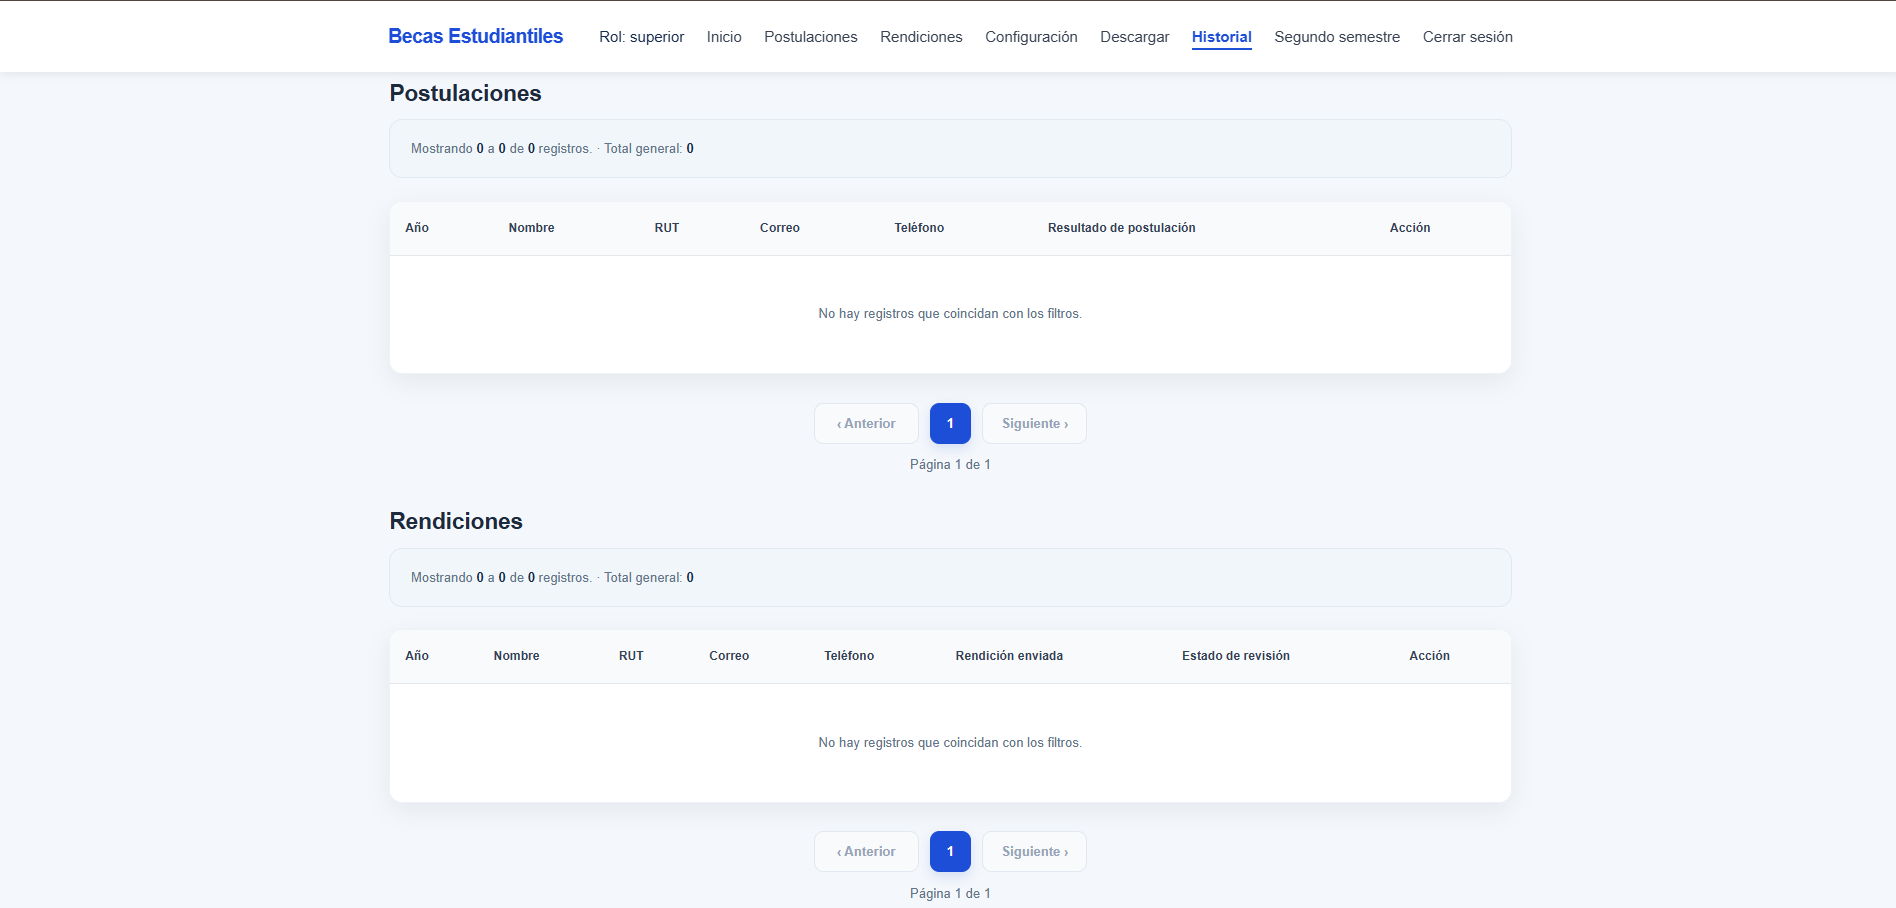 Becas Estudiantiles Rol: superior Inicio Postulaciones Rendiciones Configuración Descargar Historial Segundo semestre Cerrar sesión
Postulaciones
Mostrando 0 a 0 de 0 registros. · Total general: 0
Año Nombre RUT Correo Teléfono Resultado de postulación Acción
No hay registros que coincidan con los filtros.
‹ Anterior 1 Siguiente ›
Página 1 de 1
Rendiciones
Mostrando 0 a 0 de 0 registros. · Total general: 0
Año Nombre RUT Correo Teléfono Rendición enviada Estado de revisión Acción
No hay registros que coincidan con los filtros.
‹ Anterior 1 Siguiente ›
Página 1 de 1